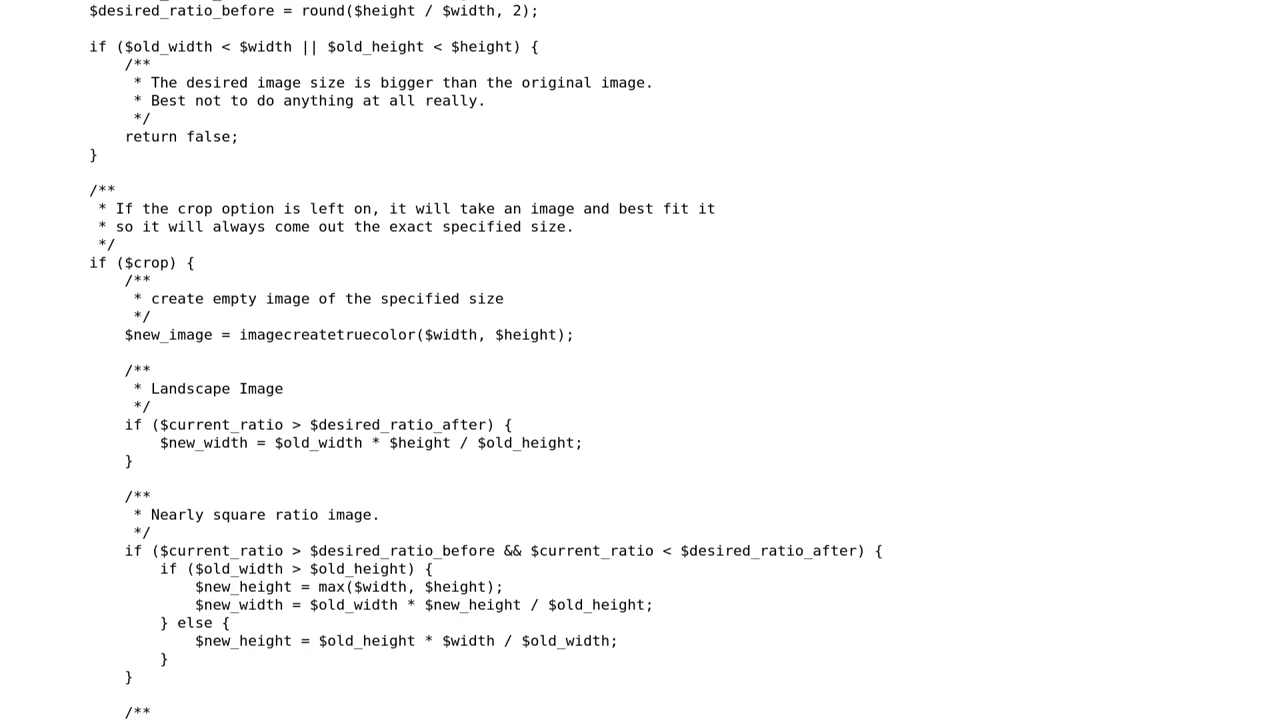 $desired_ratio_before = round($height / $width, 2);

if ($old_width < $width || $old_height < $height) {
    /**
     * The desired image size is bigger than the original image.
     * Best not to do anything at all really.
     */
    return false;
}

/**
 * If the crop option is left on, it will take an image and best fit it
 * so it will always come out the exact specified size.
 */
if ($crop) {
    /**
     * create empty image of the specified size
     */
    $new_image = imagecreatetruecolor($width, $height);

    /**
     * Landscape Image
     */
    if ($current_ratio > $desired_ratio_after) {
        $new_width = $old_width * $height / $old_height;
    }

    /**
     * Nearly square ratio image.
     */
    if ($current_ratio > $desired_ratio_before && $current_ratio < $desired_ratio_after) {
        if ($old_width > $old_height) {
            $new_height = max($width, $height);
            $new_width = $old_width * $new_height / $old_height;
        } else {
            $new_height = $old_height * $width / $old_width;
        }
    }

    /**